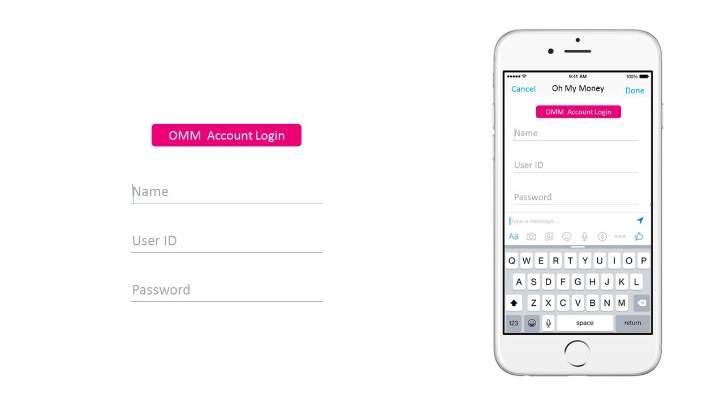 OMM Account Login
Name
User ID
Password
9:41 AM 100%
Cancel Oh My Money Done
OMM Account Login
Name
User ID
Password
Type a message...
Aa
Q W E R T Y U I O P
A S D F G H J K L
Z X C V B N M
123 space return